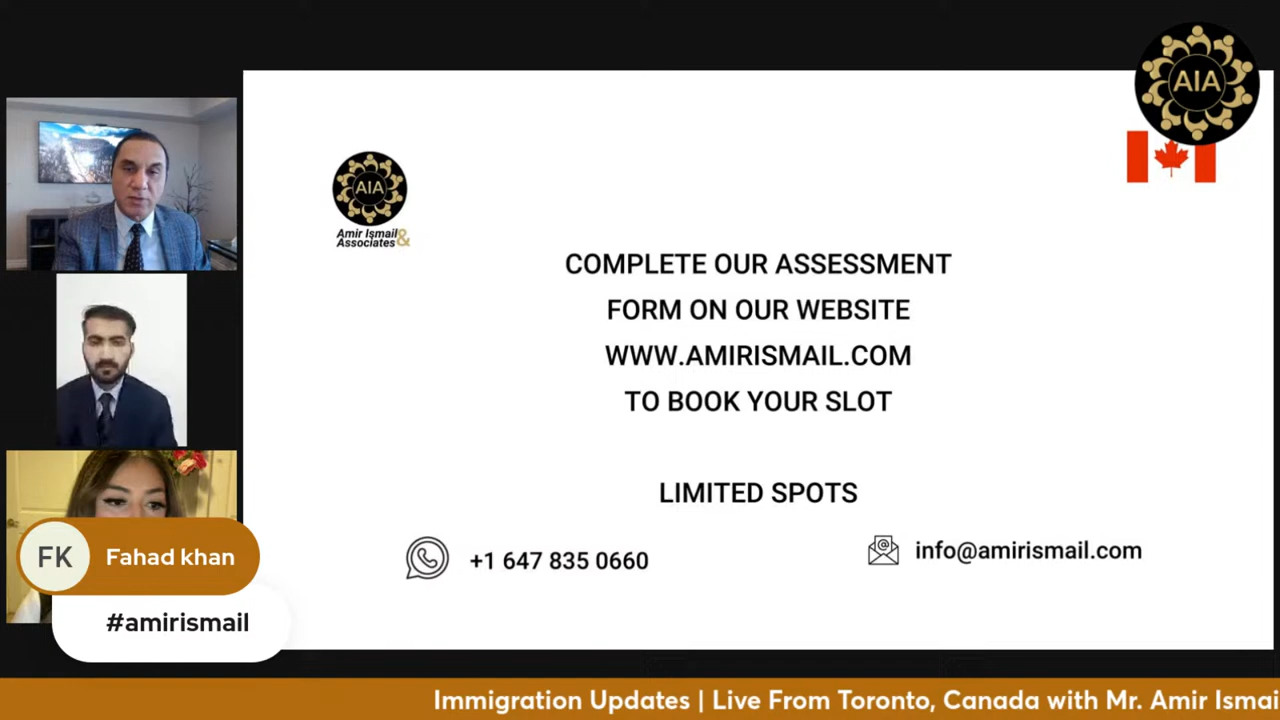 AIA
AIA
Amir Ismail &
Associates
COMPLETE OUR ASSESSMENT
FORM ON OUR WEBSITE
WWW.AMIRISMAIL.COM
TO BOOK YOUR SLOT
LIMITED SPOTS
+1 647 835 0660
info@amirismail.com
FK
Fahad khan
#amirismail
Immigration Updates | Live From Toronto, Canada with Mr. Amir Ismai